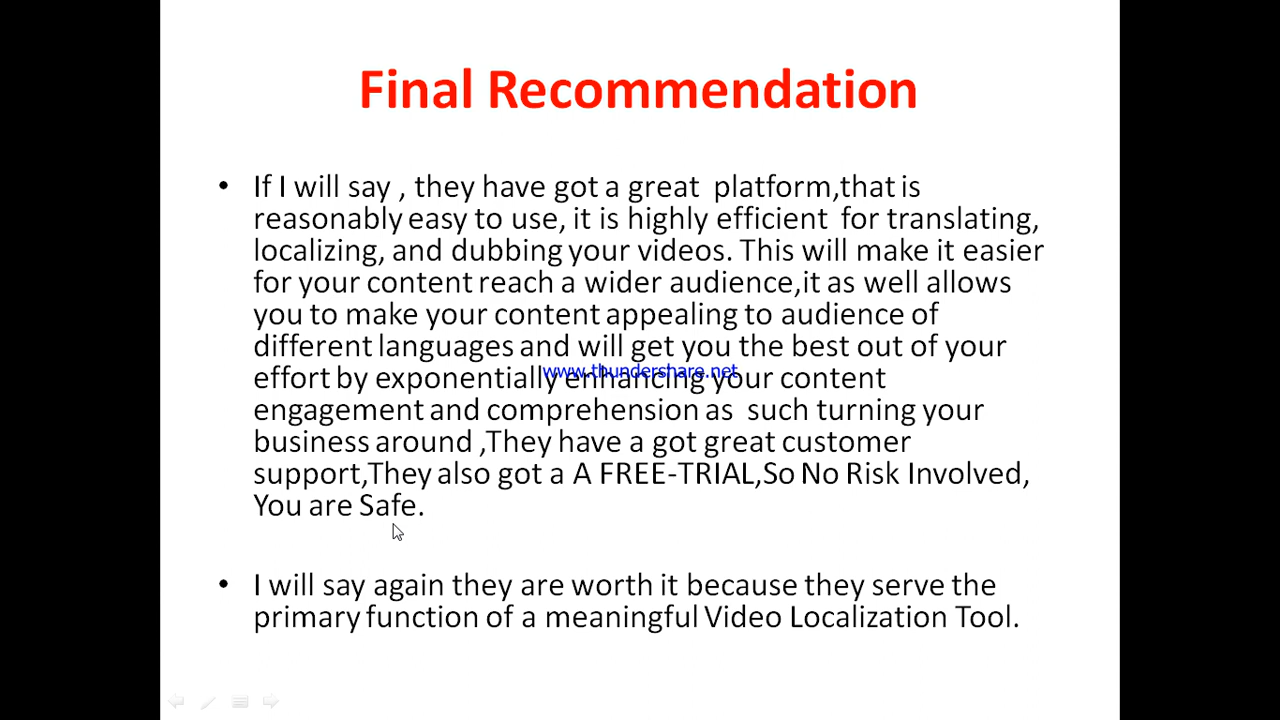 Final Recommendation
• If I will say , they have got a great  platform,that is
reasonably easy to use, it is highly efficient  for translating,
localizing, and dubbing your videos. This will make it easier
for your content reach a wider audience,it as well allows
you to make your content appealing to audience of
different languages and will get you the best out of your
www.thundershare.net
effort by exponentially enhancing your content
engagement and comprehension as  such turning your
business around ,They have a got great customer
support,They also got a A FREE-TRIAL,So No Risk Involved,
You are Safe.
• I will say again they are worth it because they serve the
primary function of a meaningful Video Localization Tool.